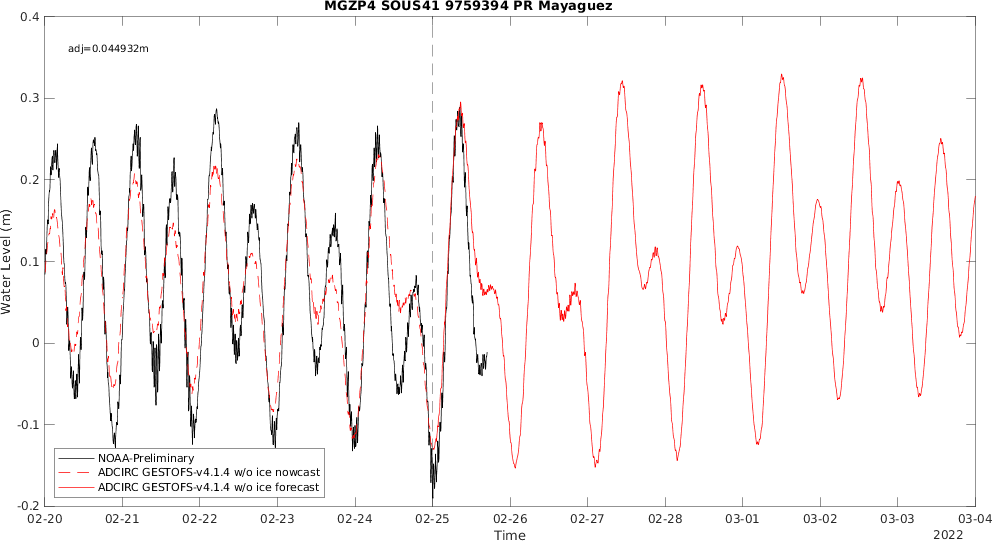 MGZP4 SOUS41 9759394 PR Mayaguez
0.4
adj=0.044932m
0.3
0.2
0.1
0
-0.1
-0.2
Water Level (m)
NOAA-Preliminary
ADCIRC GESTOFS-v4.1.4 w/o ice nowcast
ADCIRC GESTOFS-v4.1.4 w/o ice forecast
02-20 02-21 02-22 02-23 02-24 02-25 02-26 02-27 02-28 03-01 03-02 03-03 03-04
Time
2022